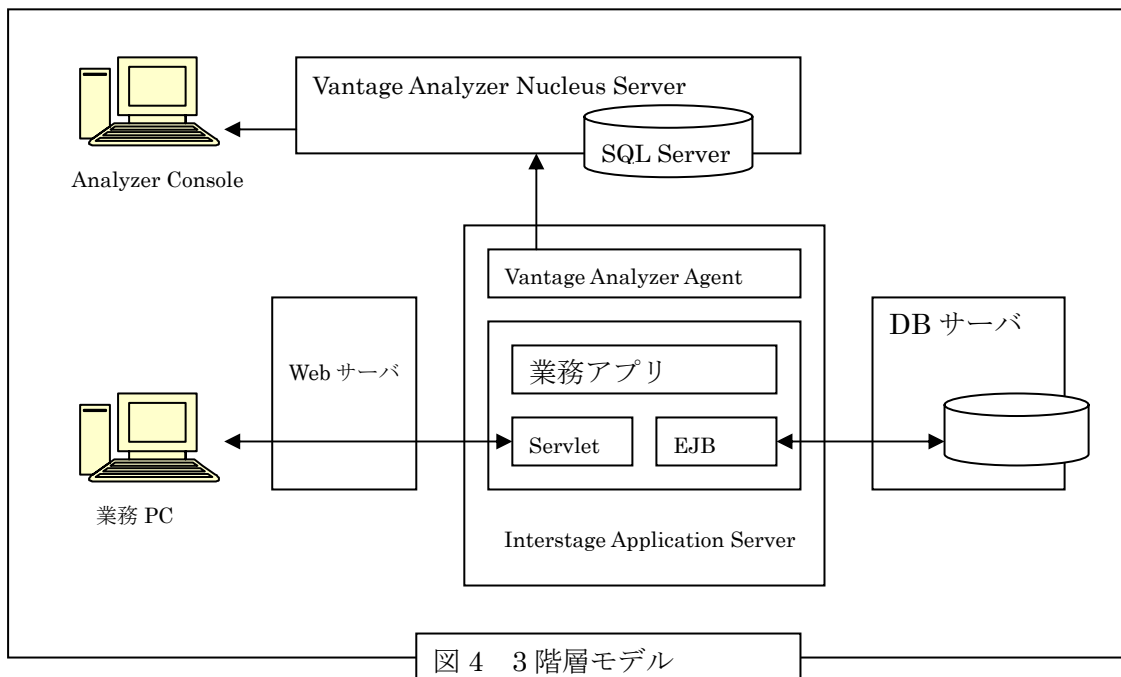 Vantage Analyzer Nucleus Server
SQL Server
Analyzer Console
Vantage Analyzer Agent
Web サーバ
業務アプリ
DB サーバ
Servlet
EJB
業務 PC
Interstage Application Server
図 4　3 階層モデル